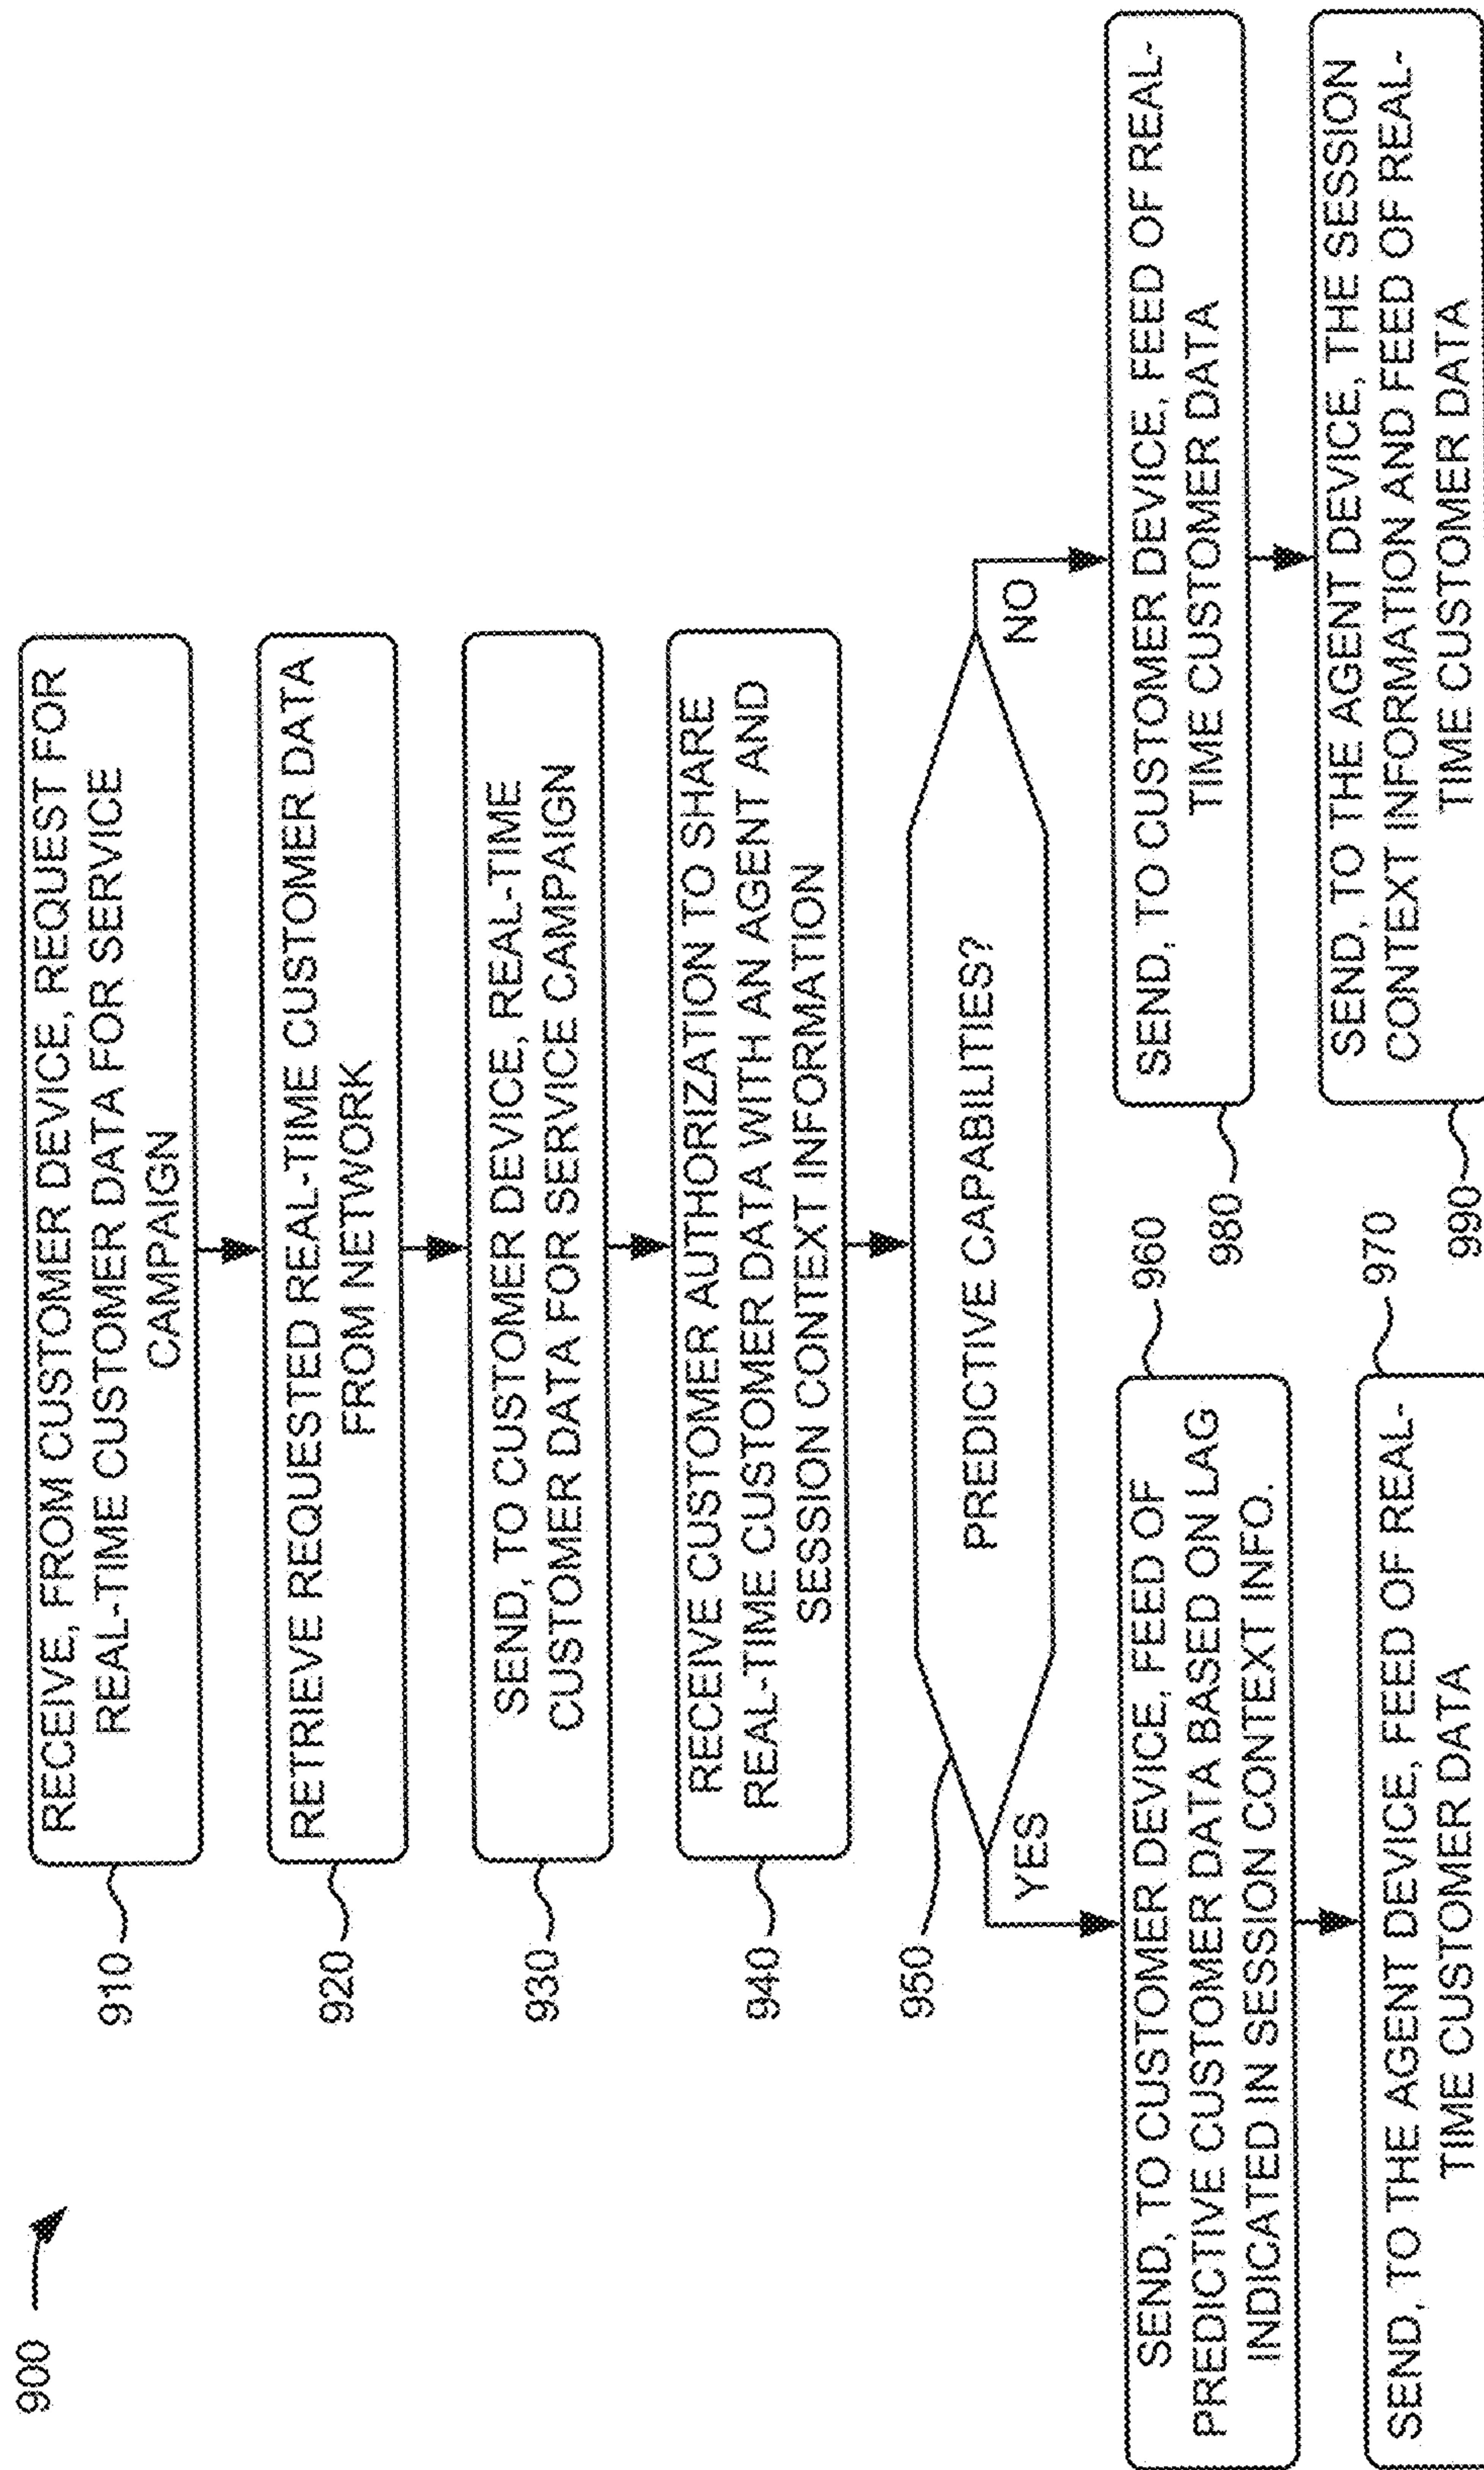 900
910
RECEIVE, FROM CUSTOMER DEVICE, REQUEST FOR
REAL-TIME CUSTOMER DATA FOR SERVICE
CAMPAIGN
920
RETRIEVE REQUESTED REAL-TIME CUSTOMER DATA
FROM NETWORK
930
SEND, TO CUSTOMER DEVICE, REAL-TIME
CUSTOMER DATA FOR SERVICE CAMPAIGN
940
RECEIVE CUSTOMER AUTHORIZATION TO SHARE
REAL-TIME CUSTOMER DATA WITH AN AGENT AND
SESSION CONTEXT INFORMATION
950
PREDICTIVE CAPABILITIES?
YES
NO
960
SEND, TO CUSTOMER DEVICE, FEED OF
PREDICTIVE CUSTOMER DATA BASED ON LAG
INDICATED IN SESSION CONTEXT INFO.
970
SEND, TO THE AGENT DEVICE, FEED OF REAL-
TIME CUSTOMER DATA
980
SEND, TO CUSTOMER DEVICE, FEED OF REAL-
TIME CUSTOMER DATA
990
SEND, TO THE AGENT DEVICE, THE SESSION
CONTEXT INFORMATION AND FEED OF REAL-
TIME CUSTOMER DATA